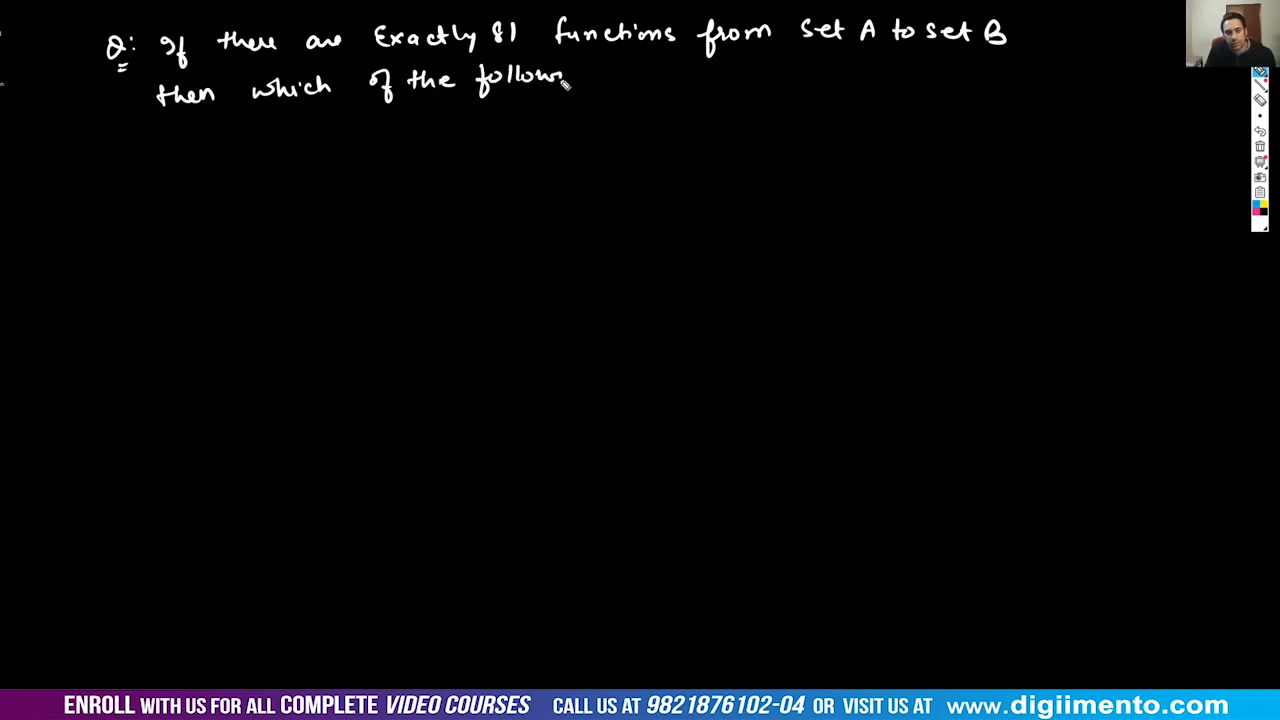 Q: If there are Exactly 81 functions from set A to set B
then which of the follow
ENROLL WITH US FOR ALL COMPLETE VIDEO COURSES CALL US AT 9821876102-04 OR VISIT US AT www.digiimento.com